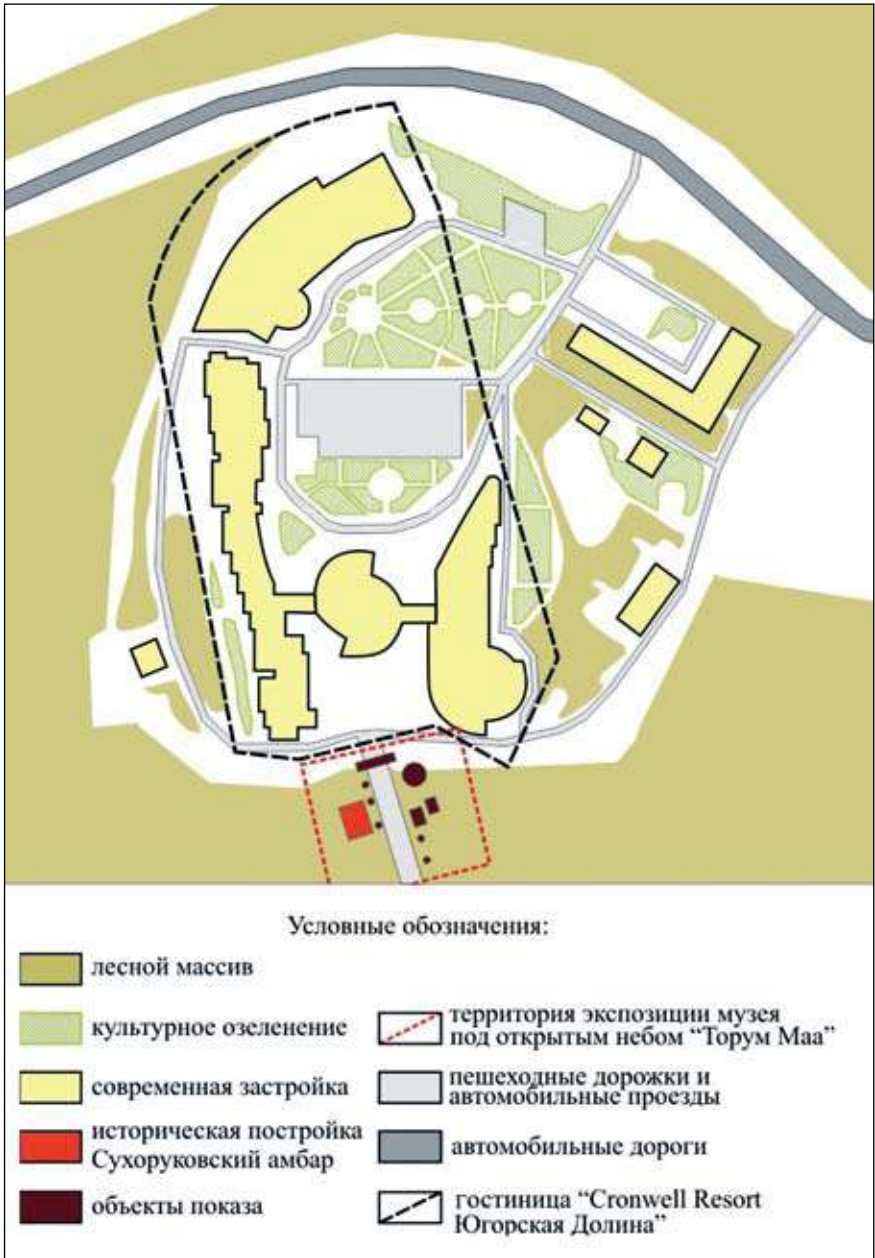 Условные обозначения:
лесной массив
культурное озеленение
современная застройка
историческая постройка
Сухоруковский амбар
объекты показа
территория экспозиции музея
под открытым небом “Торум Маа”
пешеходные дорожки и
автомобильные проезды
автомобильные дороги
гостиница “Cronwell Resort
Югорская Долина”